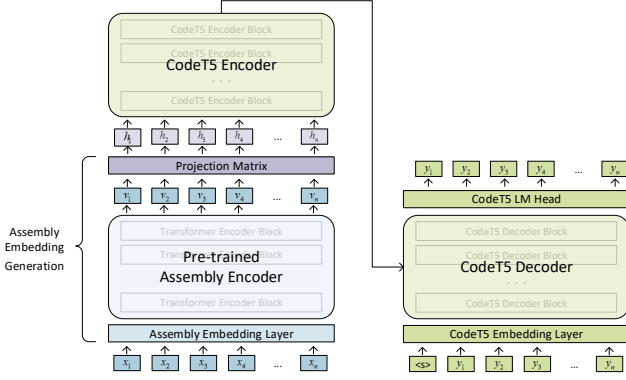 CodeT5 Encoder Block
CodeT5 Encoder Block
CodeT5 Encoder
. . .
CodeT5 Encoder Block
h₁ h₂ h₃ h₄ ... hₙ
Projection Matrix
v₁ v₂ v₃ v₄ ... vₙ
Assembly
Embedding
Generation
Transformer Encoder Block
Transformer Encoder Block
Pre-trained
Assembly Encoder
Transformer Encoder Block
Assembly Embedding Layer
x₁ x₂ x₃ x₄ ... xₙ
y₁ y₂ y₃ y₄ ... yₙ
CodeT5 LM Head
CodeT5 Decoder Block
CodeT5 Decoder Block
CodeT5 Decoder
. . .
CodeT5 Decoder Block
CodeT5 Embedding Layer
<s> y₁ y₂ y₃ ... yₙ